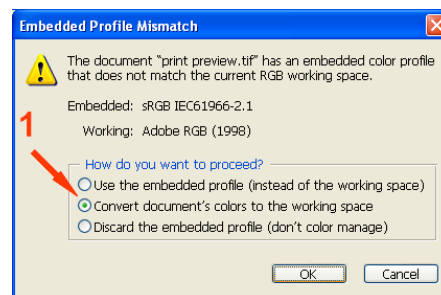 Embedded Profile Mismatch
The document "print preview.tif" has an embedded color profile
that does not match the current RGB working space.
Embedded: sRGB IEC61966-2.1
1
Working: Adobe RGB (1998)
How do you want to proceed?
Use the embedded profile (instead of the working space)
Convert document's colors to the working space
Discard the embedded profile (don't color manage)
OK
Cancel